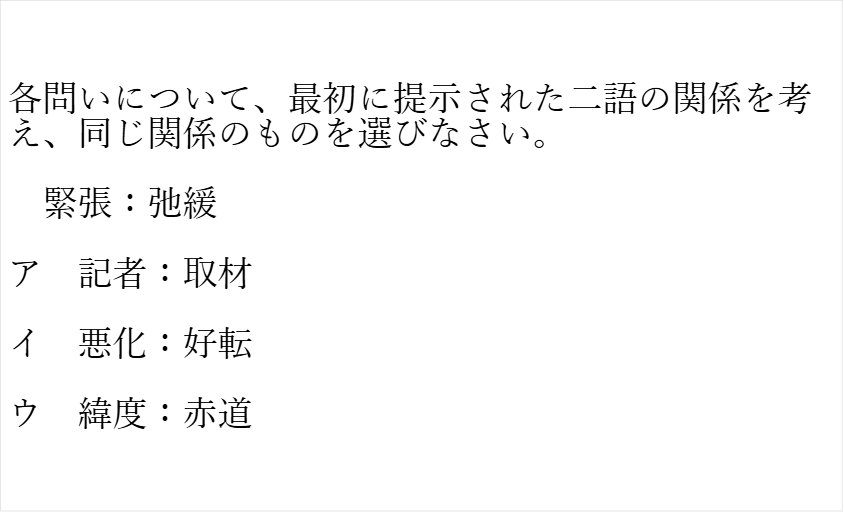 各問いについて、最初に提示された二語の関係を考
え、同じ関係のものを選びなさい。
　緊張：弛緩
ア　記者：取材
イ　悪化：好転
ウ　緯度：赤道